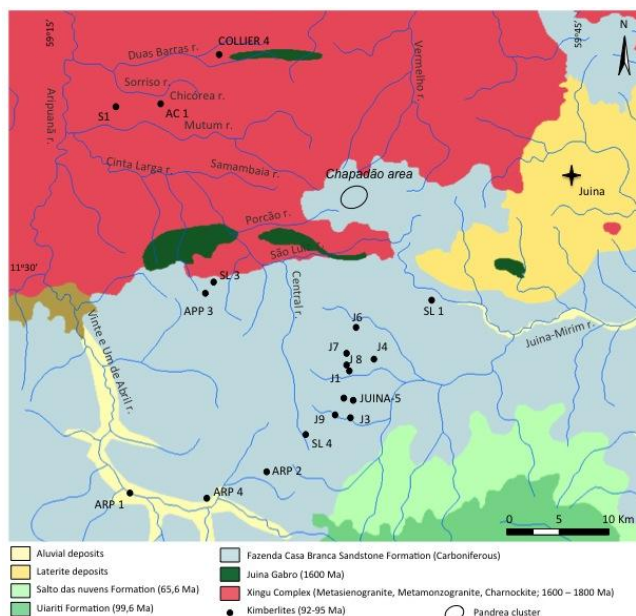 59°15'
59°45'
N
COLLIER 4
Duas Barras r.
Vermelho r.
Sorriso r.
Chicórea r.
S1
AC 1
Aripuanã r.
Mutum r.
Cinta Larga r.
Samambaia r.
Chapadão area
Juina
Porcão r.
São Luiz r.
11º30'
SL 3
APP 3
Central r.
SL 1
Vinte e Um de Abril r.
J6
Juina-Mirim r.
J7
J4
J 8
J1
JUINA-5
J9
J3
SL 4
ARP 2
ARP 1
ARP 4
0 5 10 Km
Aluvial deposits
Laterite deposits
Salto das nuvens Formation (65,6 Ma)
Uiariti Formation (99,6 Ma)
Fazenda Casa Branca Sandstone Formation (Carboniferous)
Juina Gabro (1600 Ma)
Xingu Complex (Metasienogranite, Metamonzogranite, Charnockite; 1600 – 1800 Ma)
Kimberlites (92-95 Ma)
Pandrea cluster